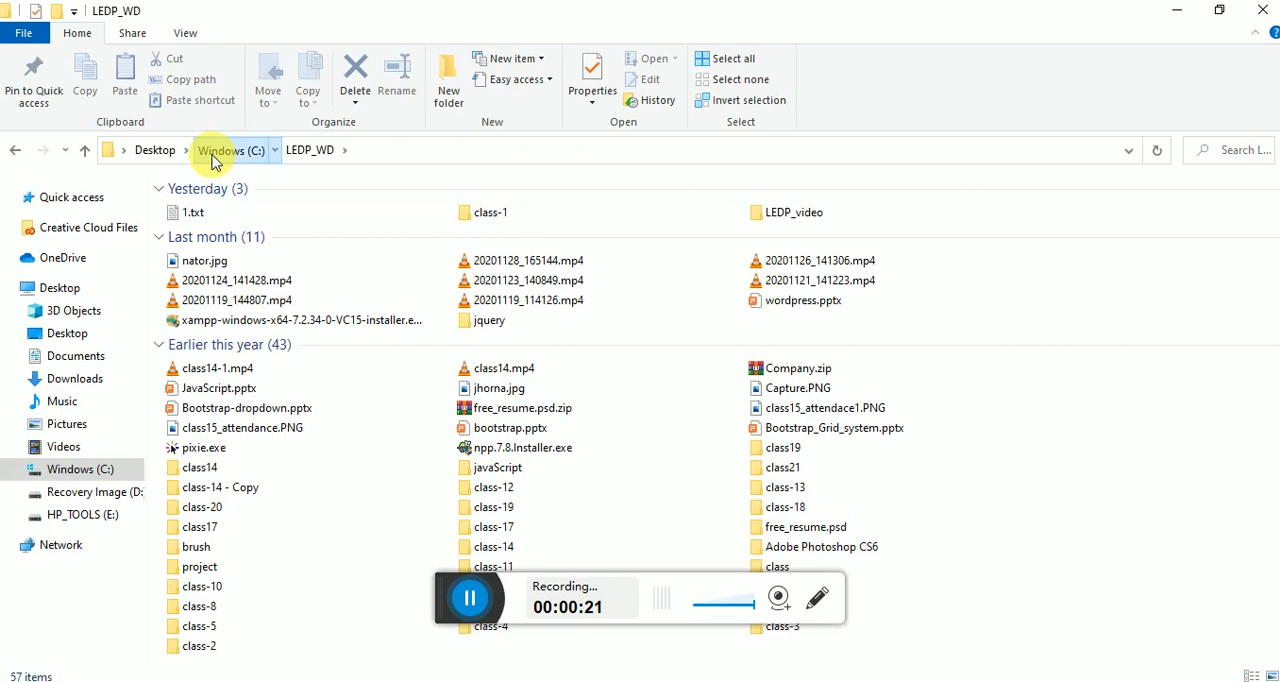 LEDP_WD
File Home Share View
Pin to Quick access
Copy
Paste
Cut
Copy path
Paste shortcut
Clipboard
Move to
Copy to
Delete
Rename
Organize
New folder
New item
Easy access
New
Properties
Open
Edit
History
Open
Select all
Select none
Invert selection
Select
Desktop Windows (C:) LEDP_WD
Search L...
Quick access
Creative Cloud Files
OneDrive
Desktop
3D Objects
Desktop
Documents
Downloads
Music
Pictures
Videos
Windows (C:)
Recovery Image (D:
HP_TOOLS (E:)
Network
Yesterday (3)
1.txt class-1 LEDP_video
Last month (11)
nator.jpg 20201128_165144.mp4 20201126_141306.mp4
20201124_141428.mp4 20201123_140849.mp4 20201121_141223.mp4
20201119_144807.mp4 20201119_114126.mp4 wordpress.pptx
xampp-windows-x64-7.2.34-0-VC15-installer.e... jquery
Earlier this year (43)
class14-1.mp4 class14.mp4 Company.zip
JavaScript.pptx jhorna.jpg Capture.PNG
Bootstrap-dropdown.pptx free_resume.psd.zip class15_attendace1.PNG
class15_attendance.PNG bootstrap.pptx Bootstrap_Grid_system.pptx
pixie.exe npp.7.8.Installer.exe class19
class14 javaScript class21
class-14 - Copy class-12 class-13
class-20 class-19 class-18
class17 class-17 free_resume.psd
brush class-14 Adobe Photoshop CS6
project class-11 class
class-10
class-8
class-5 class-4 class-3
class-2
Recording...
00:00:21
57 items